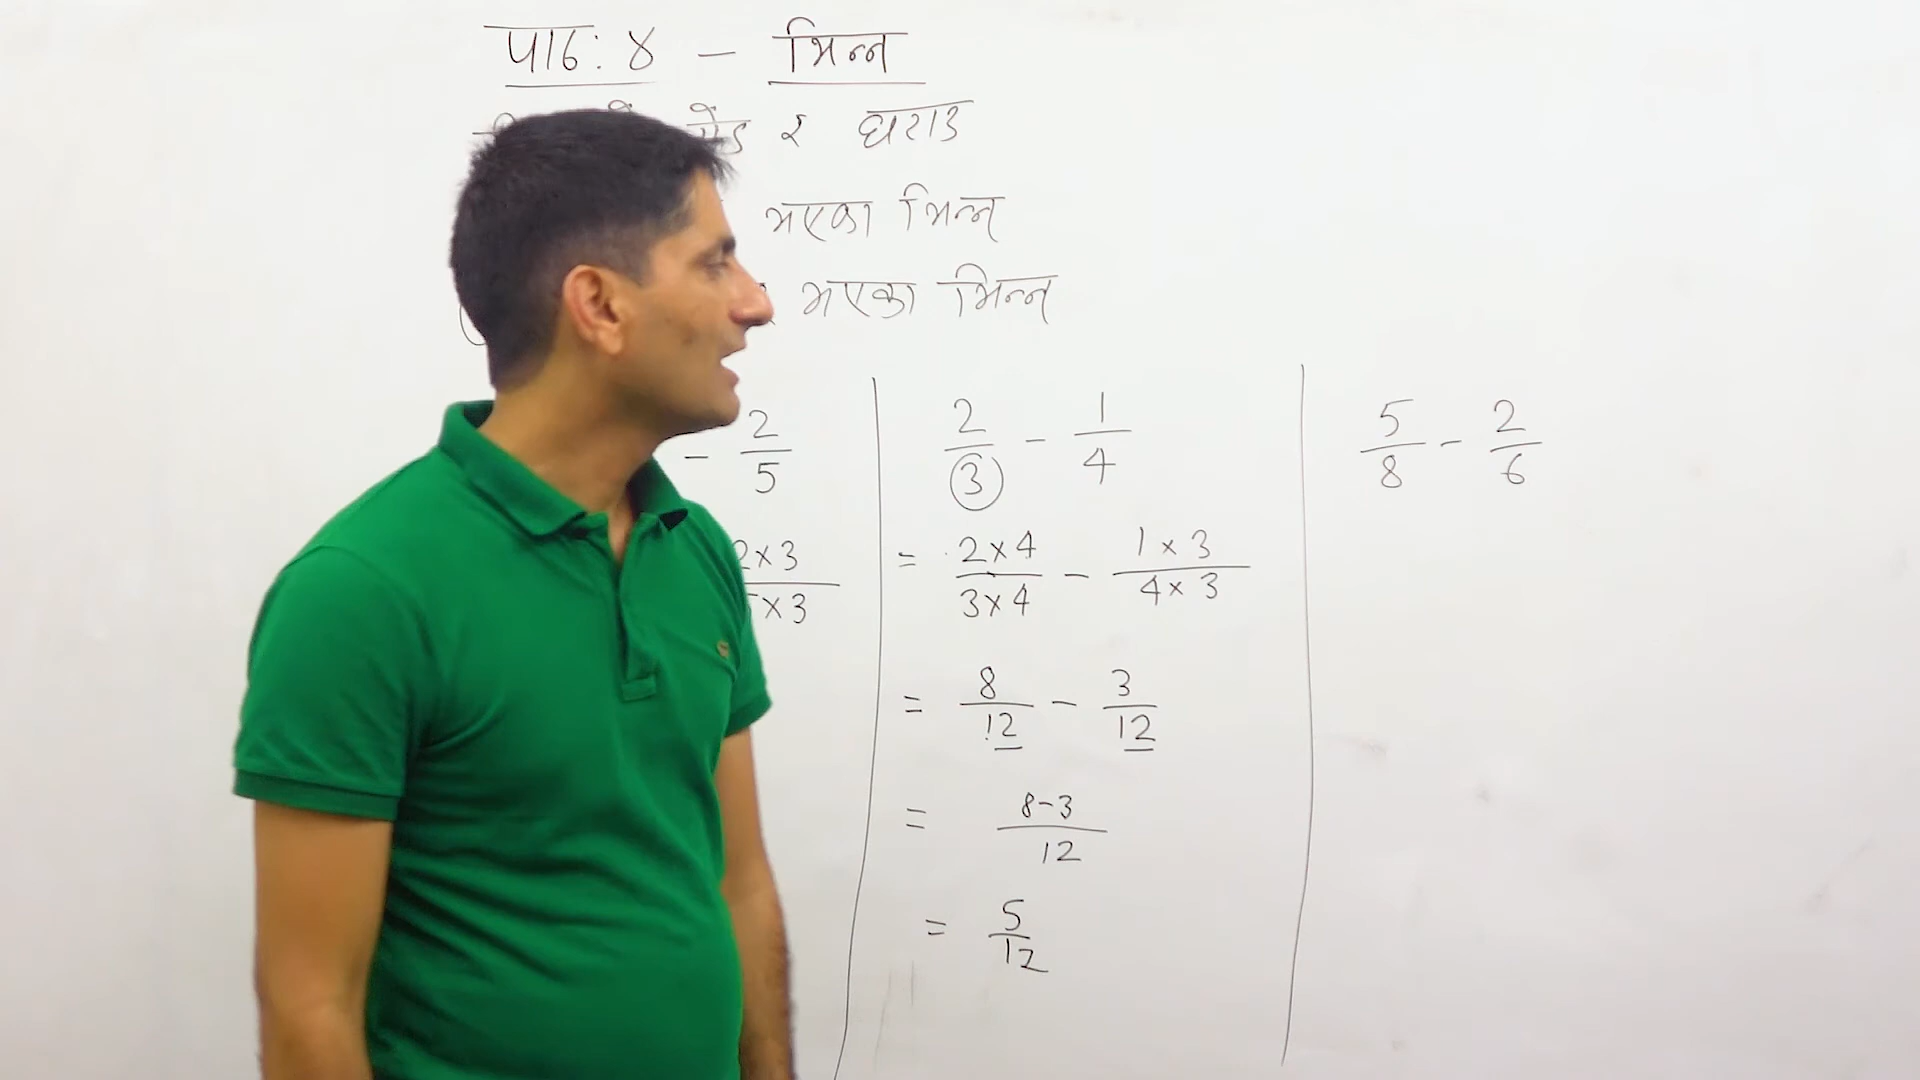 पाठः ४ - भिन्न
र घटाउ
भएका भिन्न
भएका भिन्न
- 2/5
2×3
×3
2/3 - 1/4
= 2×4/3×4 - 1×3/4×3
= 8/12 - 3/12
= 8-3/12
= 5/12
5/8 - 2/6